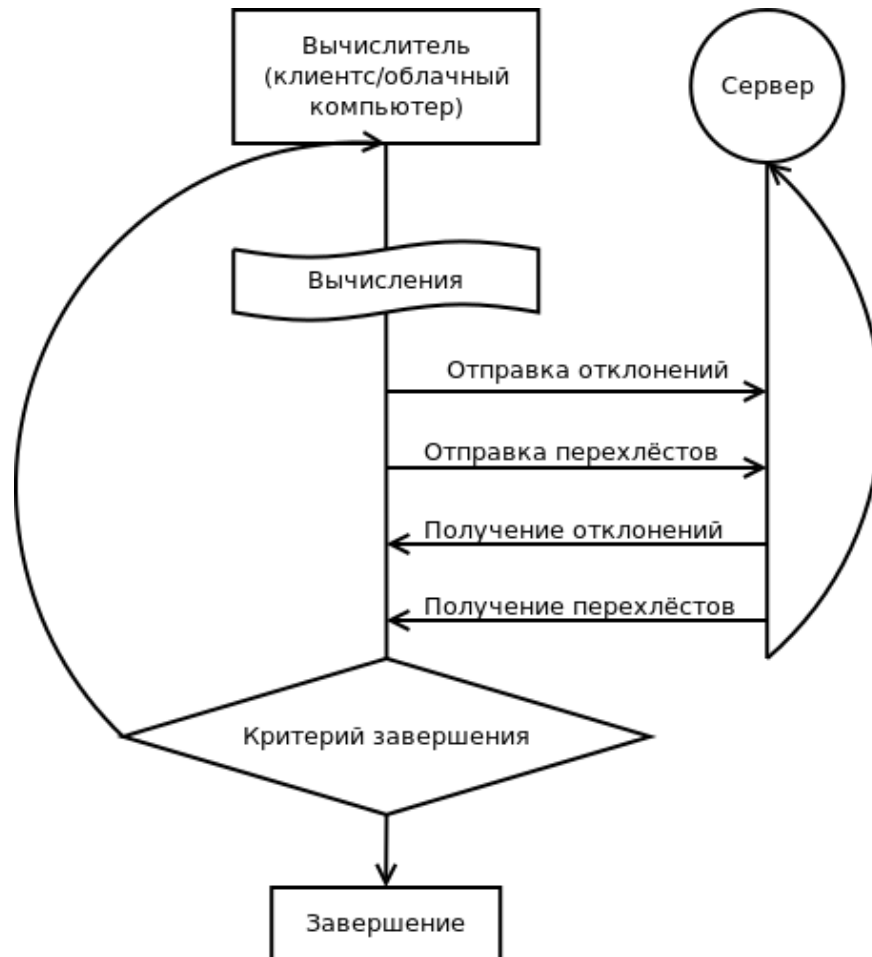 Вычислитель
(клиентс/облачный
компьютер)
Сервер
Вычисления
Отправка отклонений
Отправка перехлёстов
Получение отклонений
Получение перехлёстов
Критерий завершения
Завершение